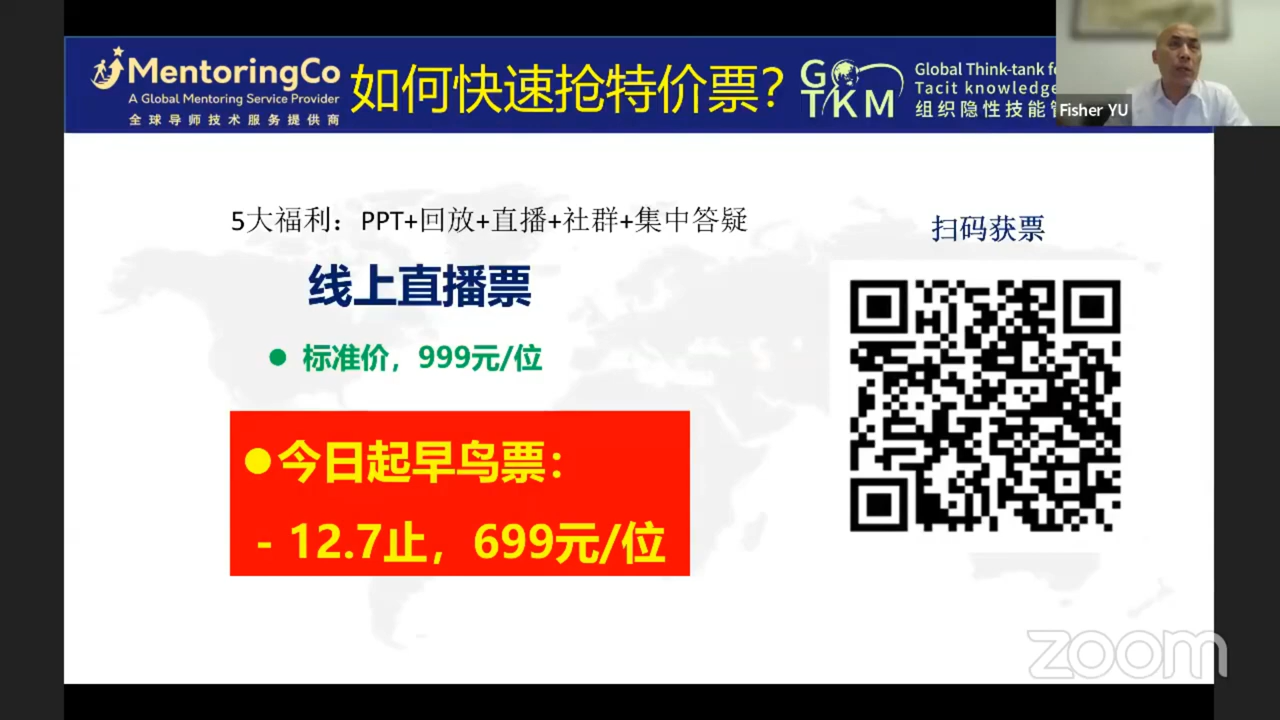 MentoringCo
A Global Mentoring Service Provider
全球导师技术服务提供商
如何快速抢特价票？
GTKM
Global Think-tank fo
Tacit knowledge
组织隐性技能管
Fisher YU
5大福利：PPT+回放+直播+社群+集中答疑
线上直播票
● 标准价，999元/位
●今日起早鸟票：
- 12.7止，699元/位
扫码获票
zoom